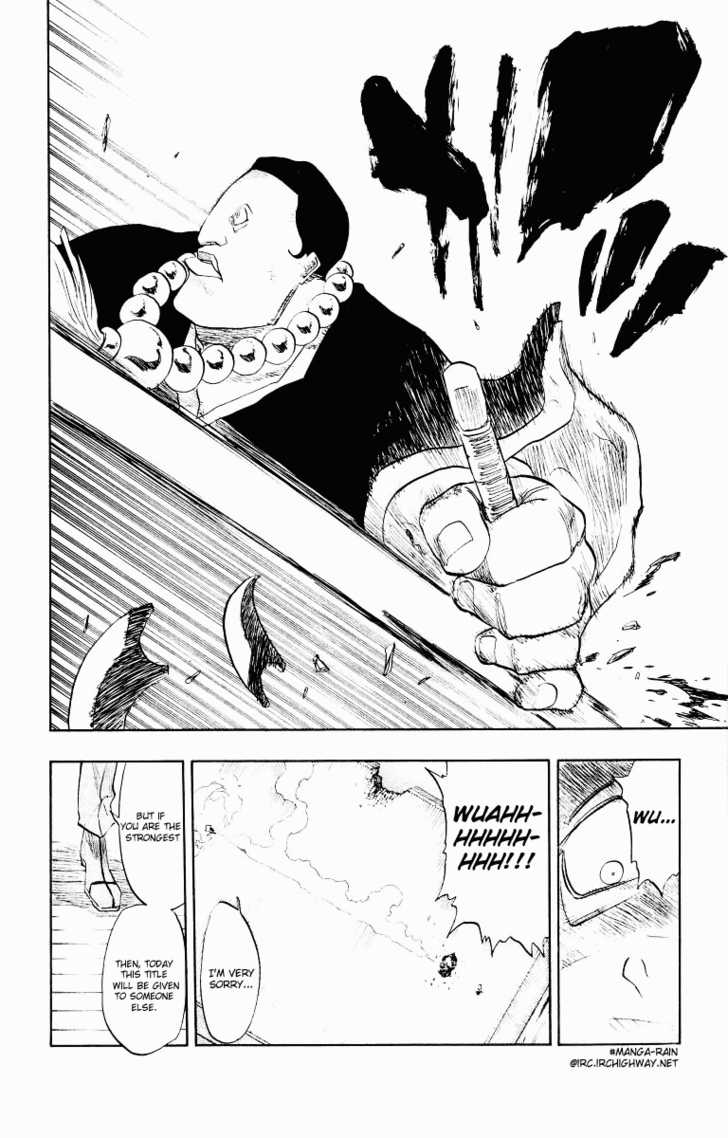 WU...
WUAHH-
HHHHH-
HHH!!!
I'M VERY
SORRY...
BUT IF
YOU ARE THE
STRONGEST
THEN, TODAY
THIS TITLE
WILL BE GIVEN
TO SOMEONE
ELSE.
#MANGA-RAIN
@IRC.IRCHIGHWAY.NET